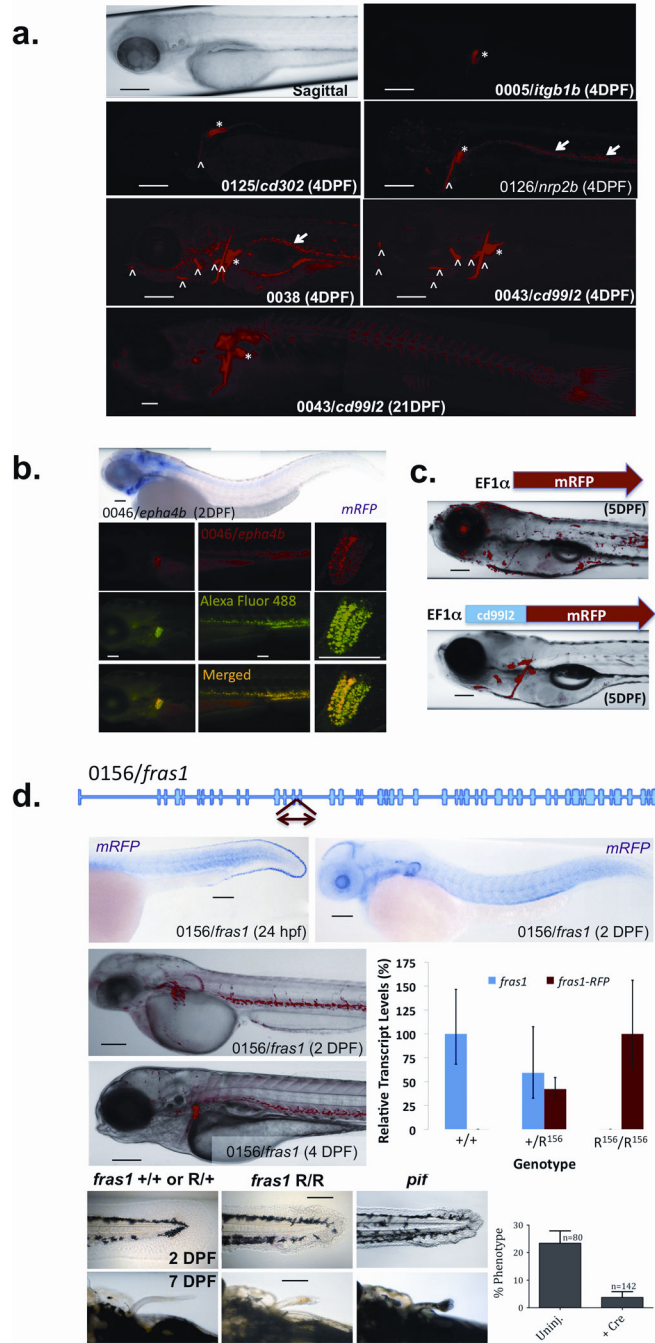 a.
Sagittal
*
0005/itgb1b (4DPF)
*
^
0125/cd302 (4DPF)
*
^
0126/nrp2b (4DPF)
^ ^ ^ ^ ^ *
^
0038 (4DPF)
^ ^ ^ ^ ^ ^ *
0043/cd99l2 (4DPF)
*
0043/cd99l2 (21DPF)
b.
0046/epha4b (2DPF)
mRFP
0046/epha4b
Alexa Fluor 488
Merged
c.
EF1α
mRFP
(5DPF)
EF1α
cd99l2
mRFP
(5DPF)
0156/fras1
d.
mRFP
0156/fras1 (24 hpf)
mRFP
0156/fras1 (2 DPF)
0156/fras1 (2 DPF)
0156/fras1 (4 DPF)
Relative Transcript Levels (%)
175
150
125
100
75
50
25
0
fras1
fras1-RFP
+/+
+/R156
R156/R156
Genotype
fras1 +/+ or R/+
fras1 R/R
pif
2 DPF
7 DPF
% Phenotype
30
20
10
0
n=80
n=142
Uninj.
+ Cre